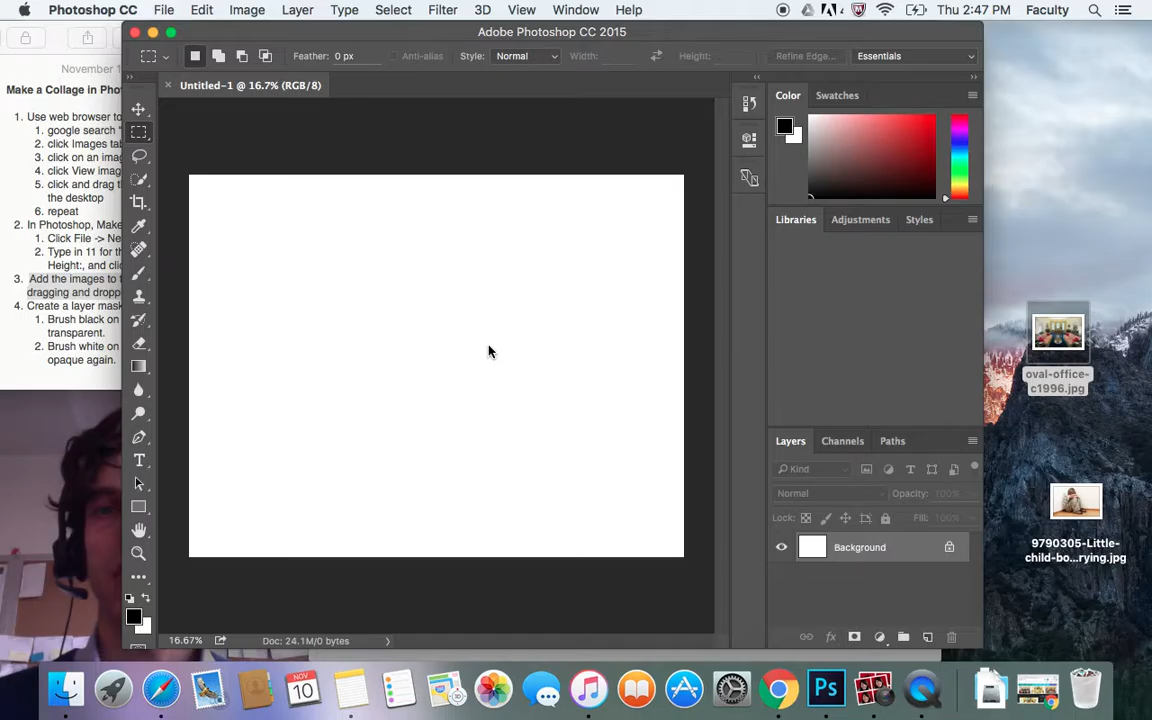 Photoshop CC File Edit Image Layer Type Select Filter 3D View Window Help Thu 2:47 PM Faculty
Adobe Photoshop CC 2015
Feather: 0 px Anti-alias Style: Normal Width: Height: Refine Edge... Essentials
Untitled-1 @ 16.7% (RGB/8)
November 1
Make a Collage in Pho
1. Use web browser to
1. google search "
2. click Images tab
3. click on an imag
4. click View imag
5. click and drag t
the desktop
6. repeat
2. In Photoshop, Make
1. Click File -> Ne
2. Type in 11 for th
Height:, and clic
3. Add the images to t
dragging and dropp
4. Create a layer mask
1. Brush black on
transparent.
2. Brush white on
opaque again.
Color Swatches
Libraries Adjustments Styles
Layers Channels Paths
Kind
Normal Opacity: 100%
Lock: Fill: 100%
Background
16.67% Doc: 24.1M/0 bytes
oval-office-
c1996.jpg
9790305-Little-
child-bo...rying.jpg
NOV
10
Ps